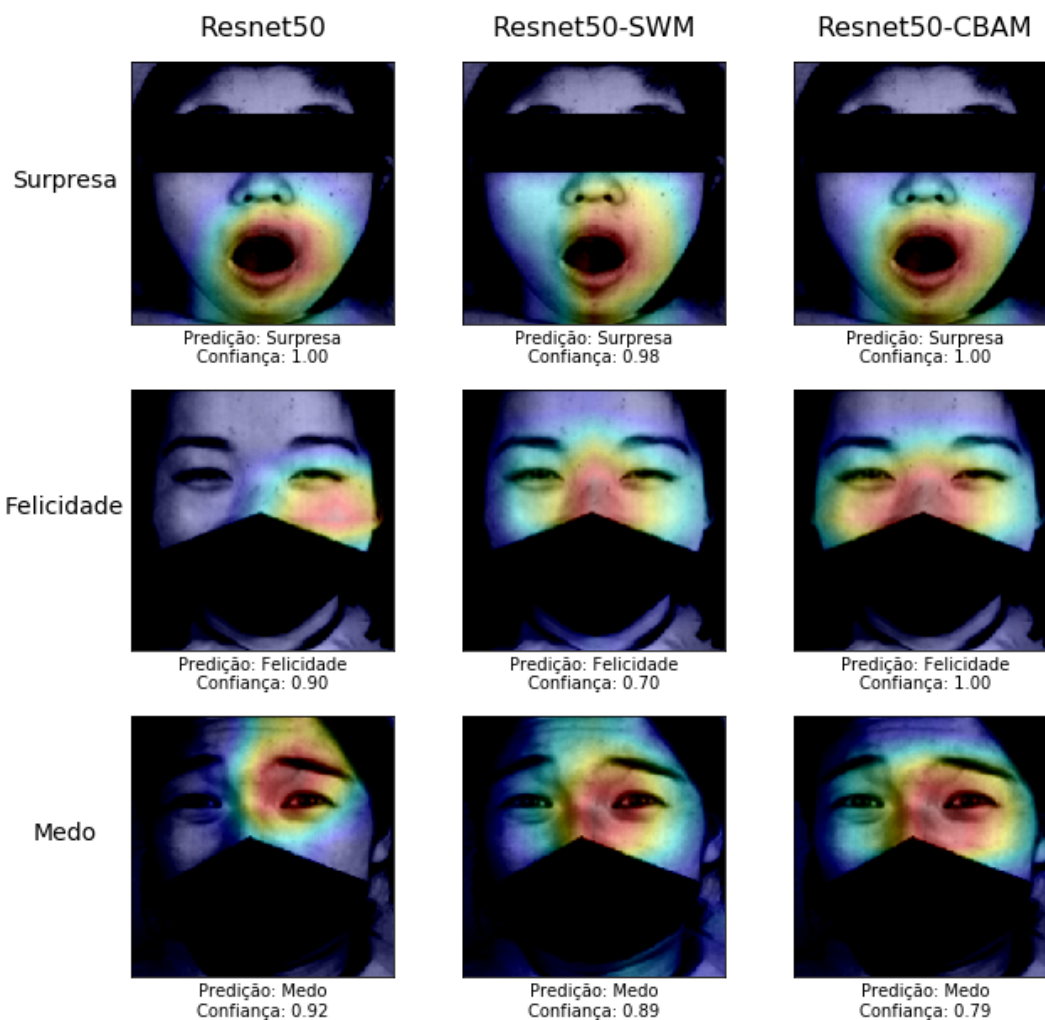 Resnet50 Resnet50-SWM Resnet50-CBAM
Surpresa
Predição: Surpresa Predição: Surpresa Predição: Surpresa
Confiança: 1.00 Confiança: 0.98 Confiança: 1.00
Felicidade
Predição: Felicidade Predição: Felicidade Predição: Felicidade
Confiança: 0.90 Confiança: 0.70 Confiança: 1.00
Medo
Predição: Medo Predição: Medo Predição: Medo
Confiança: 0.92 Confiança: 0.89 Confiança: 0.79